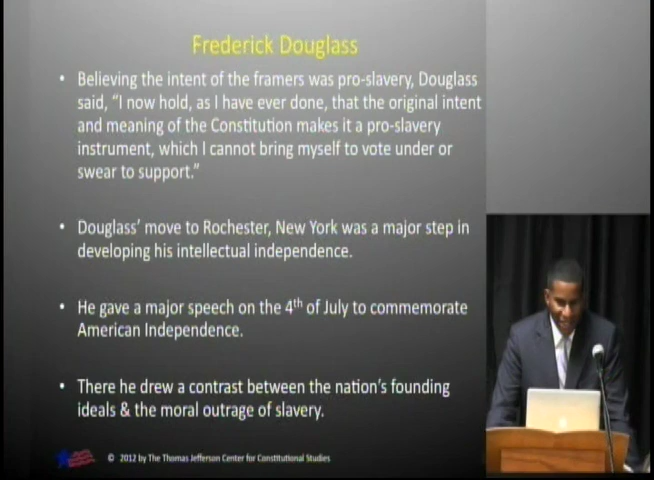 Frederick Douglass
• Believing the intent of the framers was pro-slavery, Douglass
said, “I now hold, as I have ever done, that the original intent
and meaning of the Constitution makes it a pro-slavery
instrument, which I cannot bring myself to vote under or
swear to support.”
• Douglass’ move to Rochester, New York was a major step in
developing his intellectual independence.
• He gave a major speech on the 4th of July to commemorate
American Independence.
• There he drew a contrast between the nation’s founding
ideals & the moral outrage of slavery.
© 2012 by The Thomas Jefferson Center for Constitutional Studies